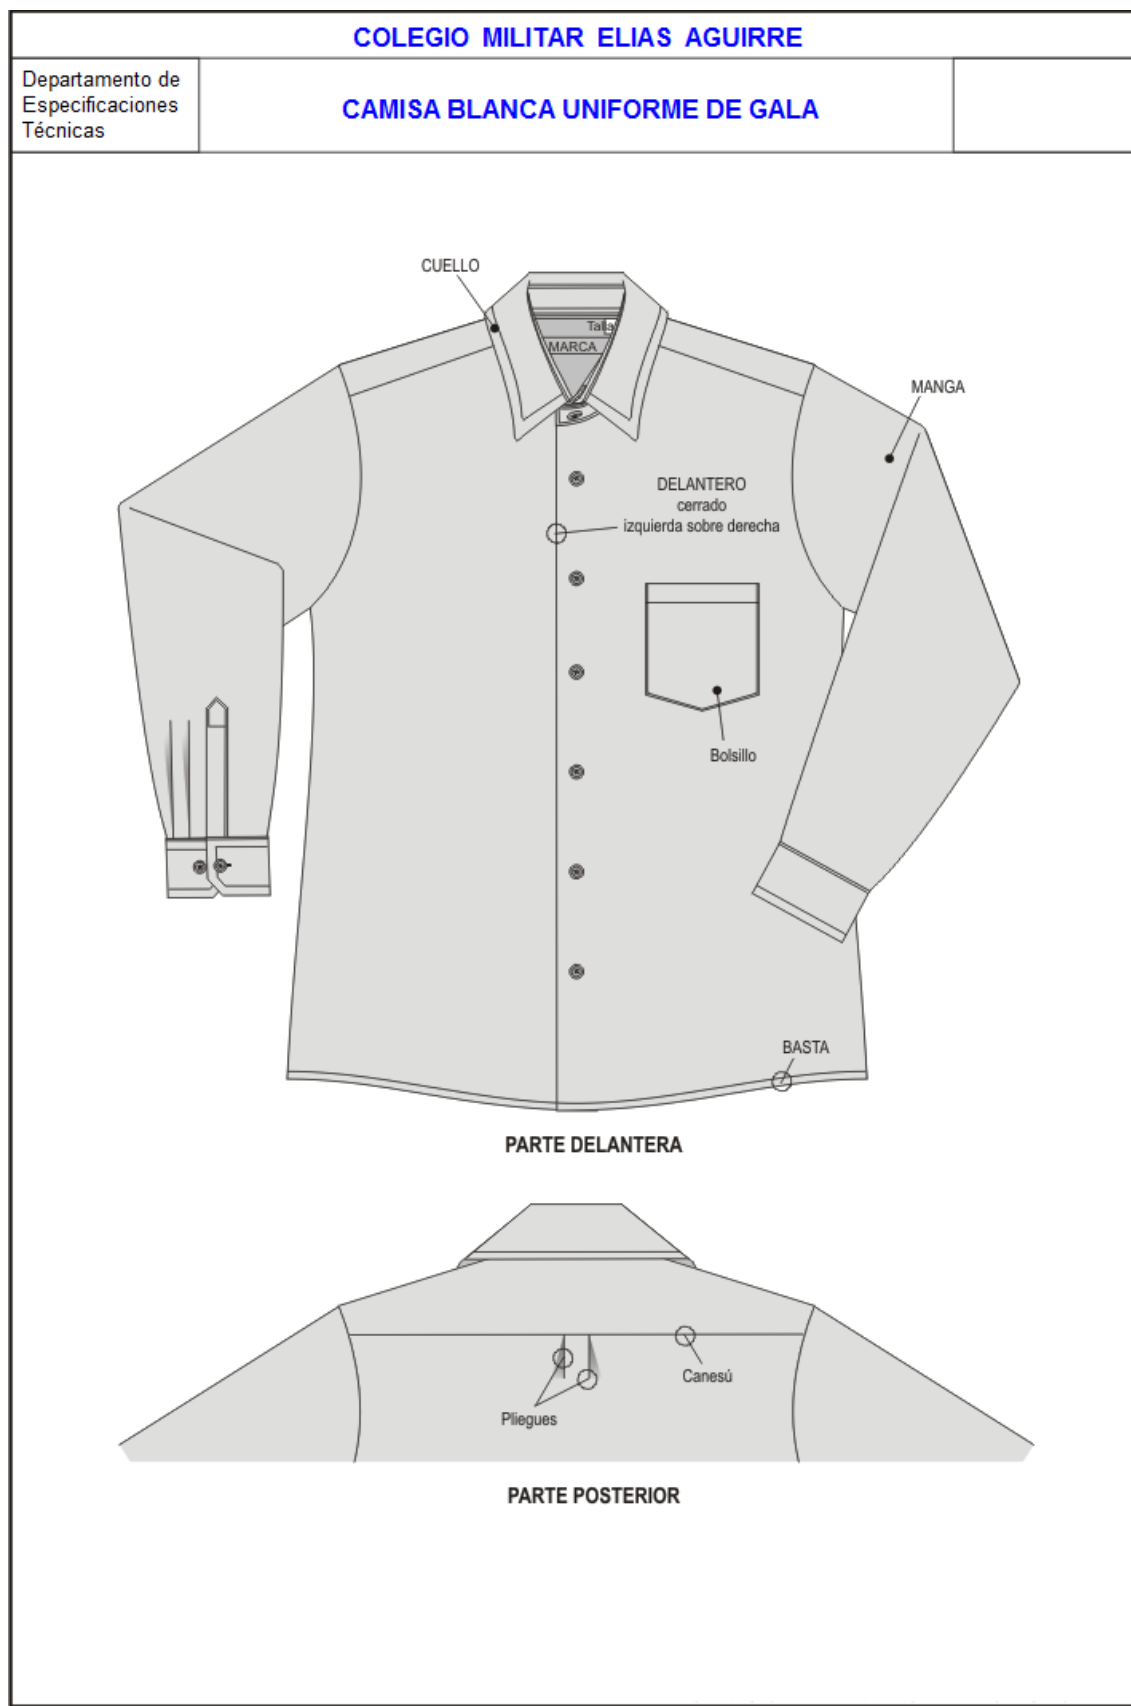 COLEGIO MILITAR ELIAS AGUIRRE
Departamento de
Especificaciones
Técnicas
CAMISA BLANCA UNIFORME DE GALA
CUELLO
Talla
MARCA
MANGA
DELANTERO
cerrado
izquierda sobre derecha
Bolsillo
BASTA
PARTE DELANTERA
Canesú
Pliegues
PARTE POSTERIOR